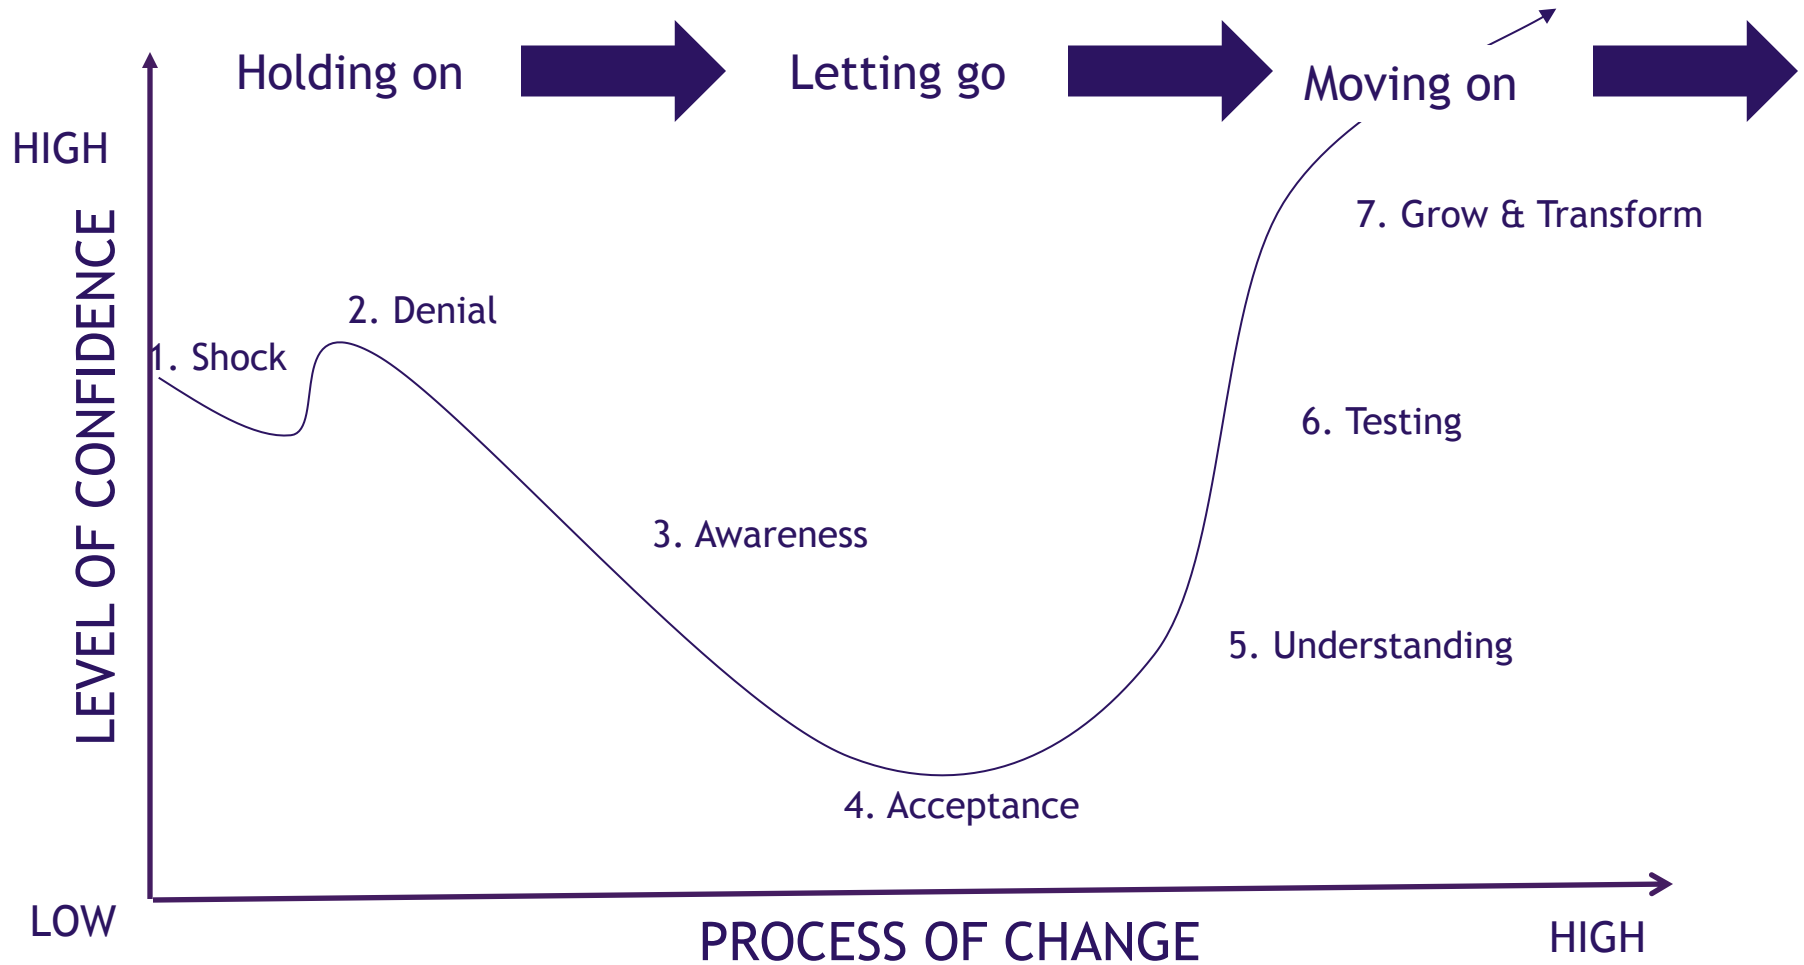 Holding on
Letting go
Moving on
HIGH
LEVEL OF CONFIDENCE
7. Grow & Transform
2. Denial
1. Shock
6. Testing
3. Awareness
5. Understanding
4. Acceptance
LOW
PROCESS OF CHANGE
HIGH